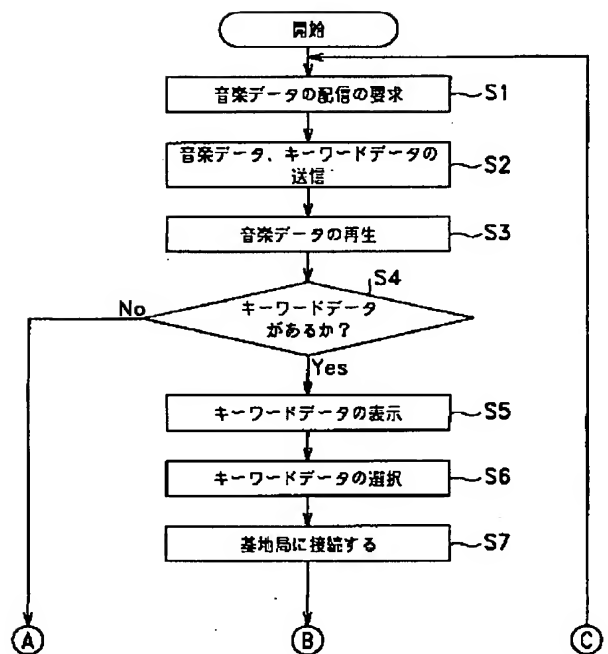 開始
音楽データの配信の要求
S1
音楽データ、キーワードデータの
送信
S2
音楽データの再生
S3
S4
キーワードデータ
があるか?
No
Yes
キーワードデータの表示
S5
キーワードデータの選択
S6
基地局に接続する
S7
A
B
C